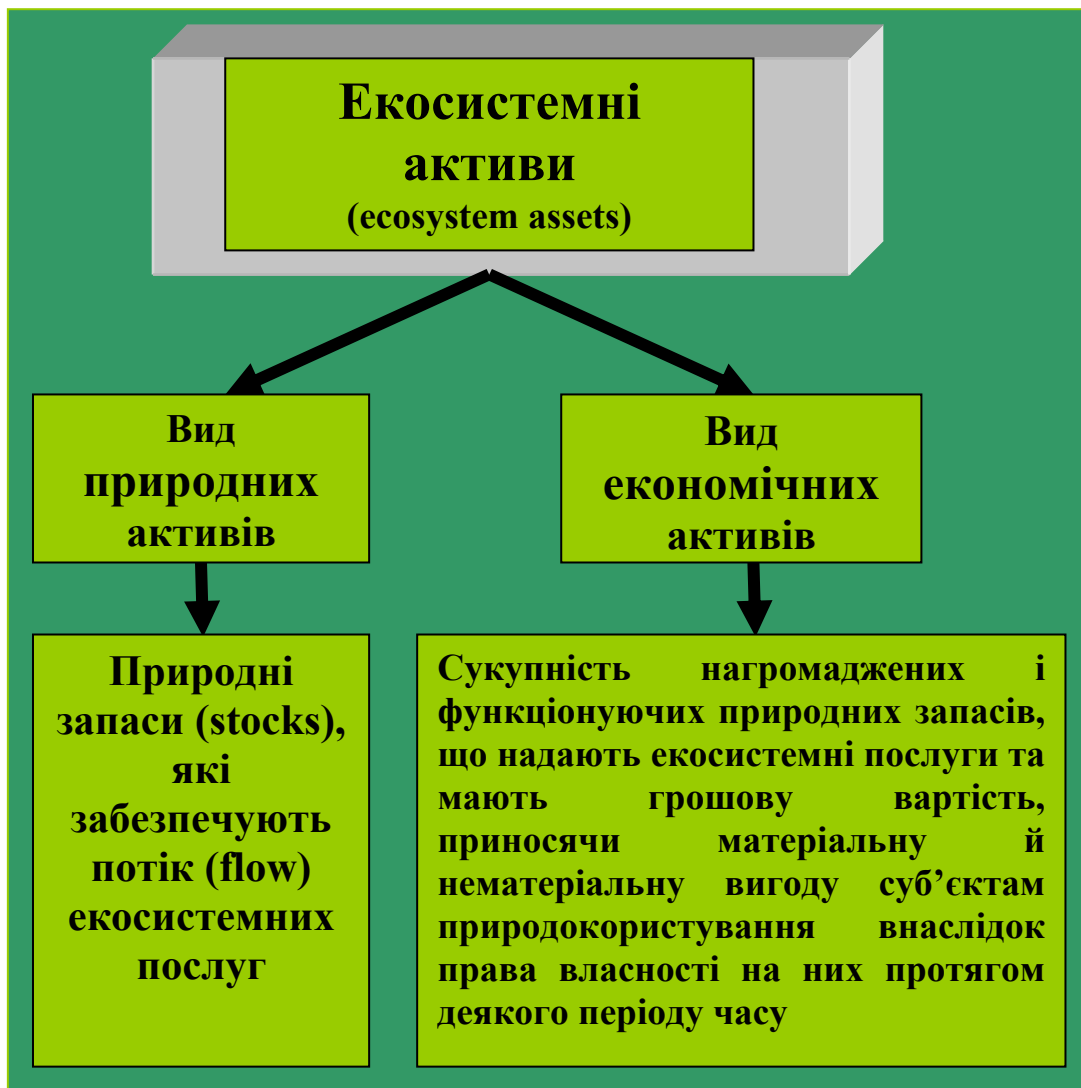 Екосистемні
активи
(ecosystem assets)
Вид
природних
активів
Вид
економічних
активів
Природні
запаси (stocks),
які
забезпечують
потік (flow)
екосистемних
послуг
Сукупність нагромаджених і
функціонуючих природних запасів,
що надають екосистемні послуги та
мають грошову вартість,
приносячи матеріальну й
нематеріальну вигоду суб’єктам
природокористування внаслідок
права власності на них протягом
деякого періоду часу